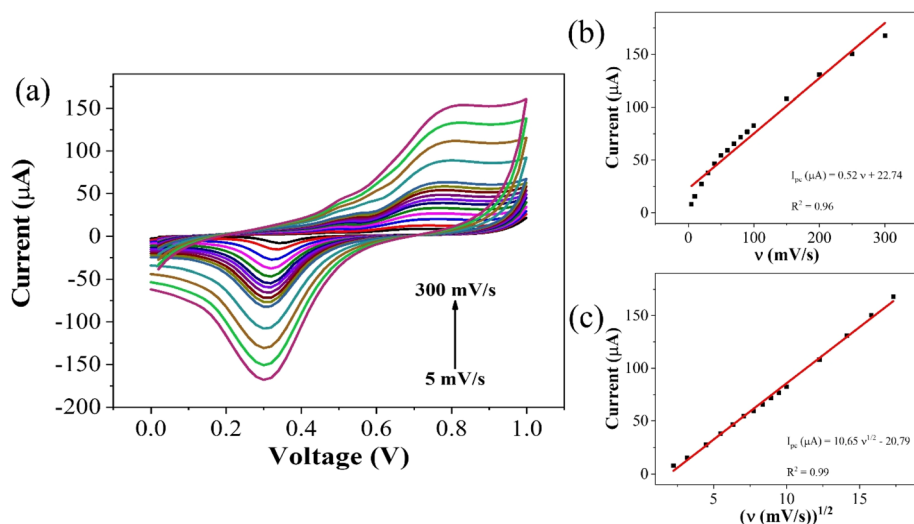 (a)
Current (µA)
150
100
50
0
-50
-100
-150
-200
300 mV/s
5 mV/s
0.0 0.2 0.4 0.6 0.8 1.0
Voltage (V)
(b)
Current (µA)
150
100
50
0
I_pc (µA) = 0.52 ν + 22.74
R² = 0.96
0 100 200 300
ν (mV/s)
(c)
Current (µA)
150
100
50
0
I_pc (µA) = 10.65 ν^1/2 - 20.79
R² = 0.99
5 10 15
(ν (mV/s))^1/2